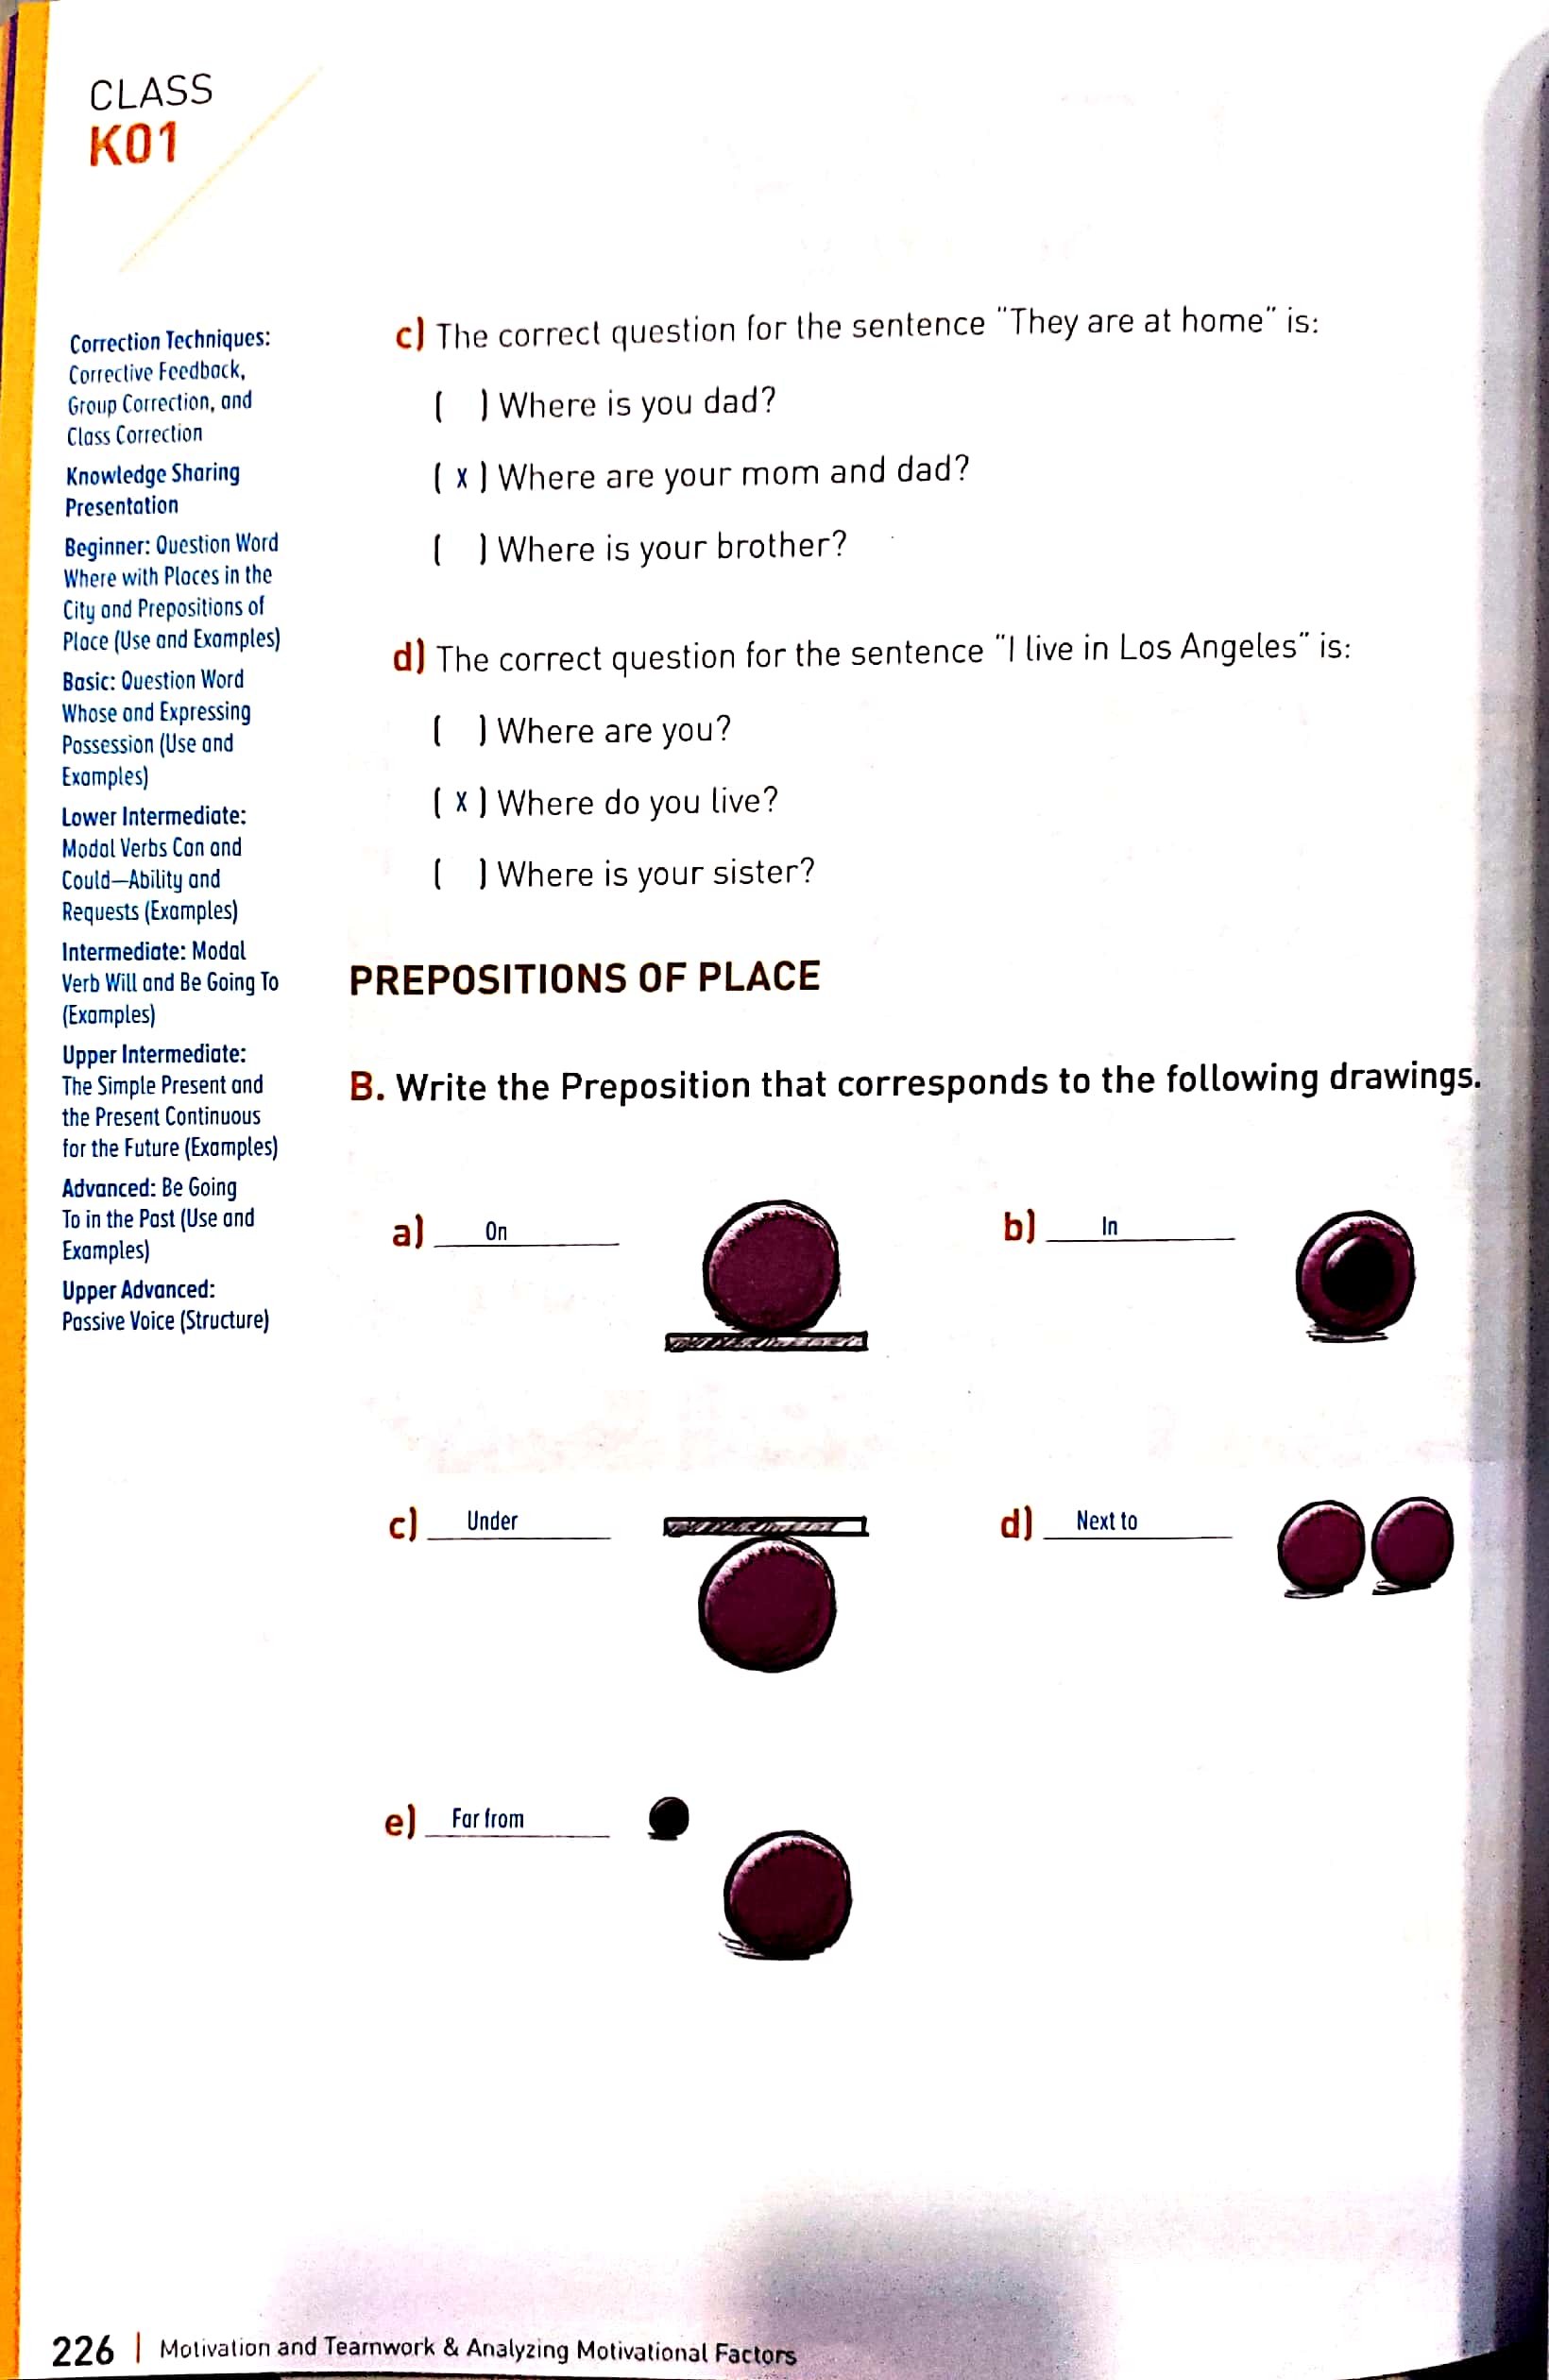 CLASS
K01
Correction Techniques:
Corrective Feedback,
Group Correction, and
Class Correction
Knowledge Sharing
Presentation
Beginner: Question Word
Where with Places in the
City and Prepositions of
Place (Use and Examples)
Basic: Question Word
Whose and Expressing
Possession (Use and
Examples)
Lower Intermediate:
Modal Verbs Can and
Could—Ability and
Requests (Examples)
Intermediate: Modal
Verb Will and Be Going To
(Examples)
Upper Intermediate:
The Simple Present and
the Present Continuous
for the Future (Examples)
Advanced: Be Going
To in the Past (Use and
Examples)
Upper Advanced:
Passive Voice (Structure)
c) The correct question for the sentence "They are at home" is:
( ) Where is you dad?
( x ) Where are your mom and dad?
( ) Where is your brother?
d) The correct question for the sentence "I live in Los Angeles" is:
( ) Where are you?
( x ) Where do you live?
( ) Where is your sister?
PREPOSITIONS OF PLACE
B. Write the Preposition that corresponds to the following drawings.
a) On
b) In
c) Under
d) Next to
e) Far from
226 | Motivation and Teamwork & Analyzing Motivational Factors